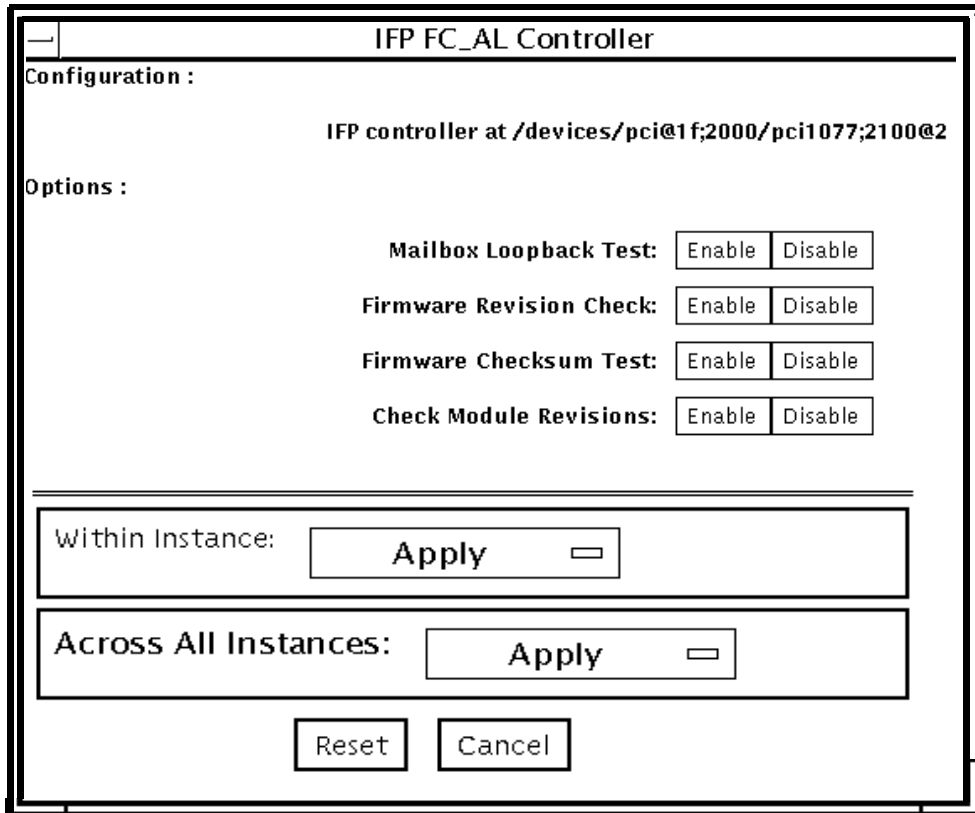 IFP FC_AL Controller
Configuration :
IFP controller at /devices/pci@1f;2000/pci1077;2100@2
Options :
Mailbox Loopback Test: Enable Disable
Firmware Revision Check: Enable Disable
Firmware Checksum Test: Enable Disable
Check Module Revisions: Enable Disable
Within Instance: Apply
Across All Instances: Apply
Reset Cancel